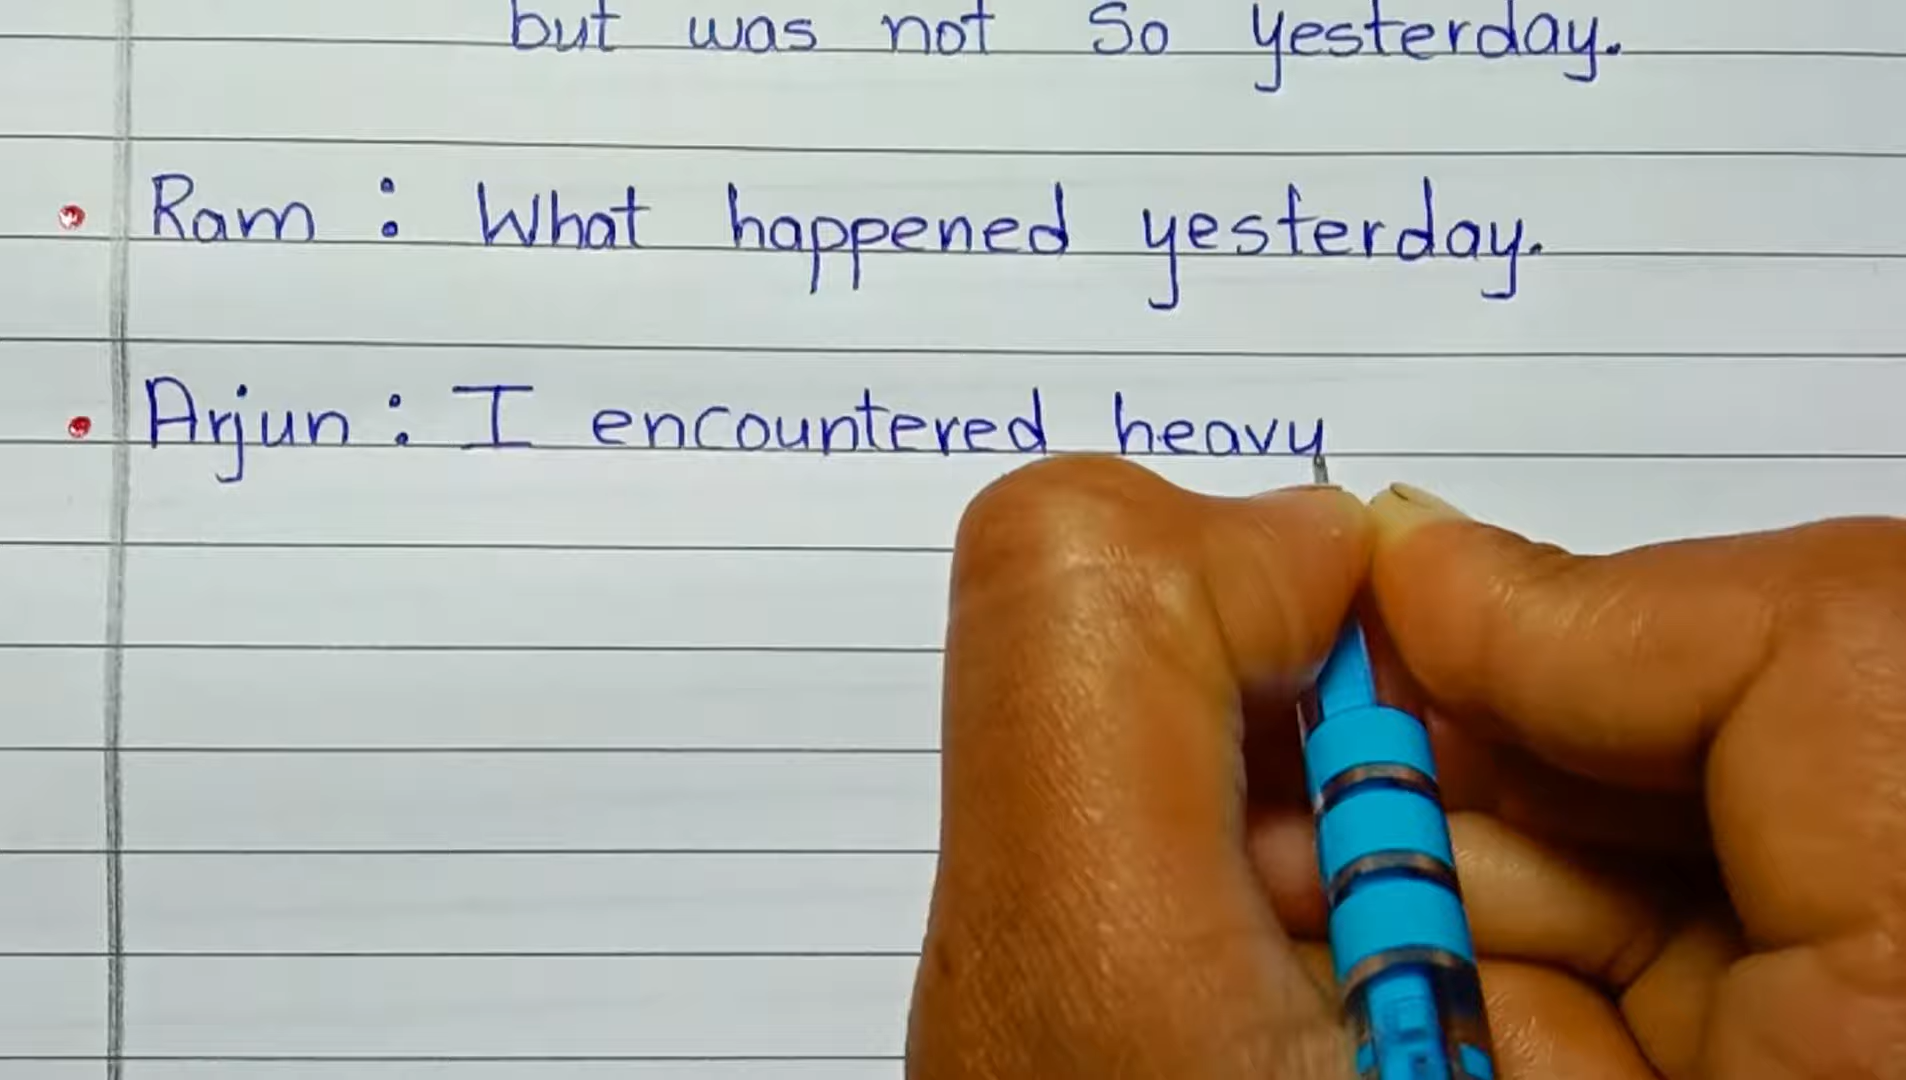 but was not so yesterday.
• Ram : What happened yesterday.
• Arjun : I encountered heavy